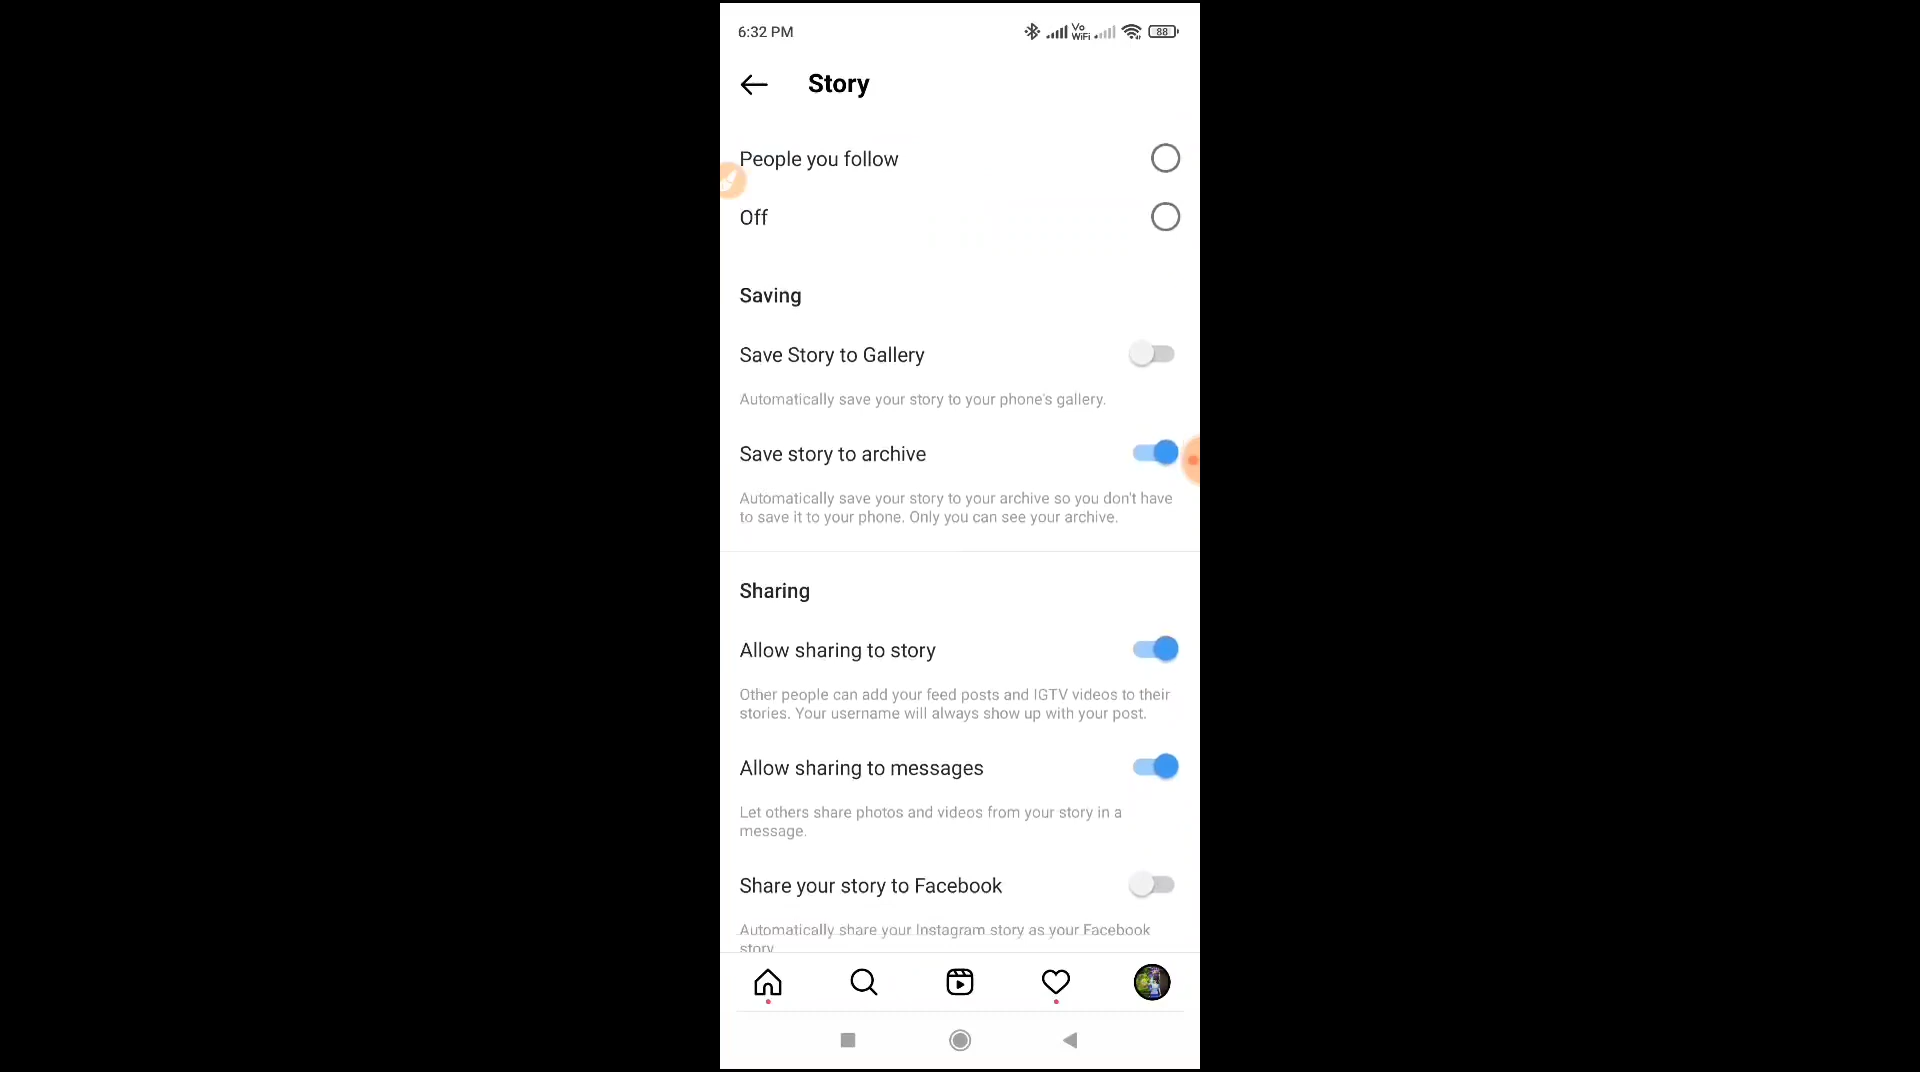 6:32 PM
Vo
WiFi
88
Story
People you follow
Off
Saving
Save Story to Gallery
Automatically save your story to your phone's gallery.
Save story to archive
Automatically save your story to your archive so you don't have
to save it to your phone. Only you can see your archive.
Sharing
Allow sharing to story
Other people can add your feed posts and IGTV videos to their
stories. Your username will always show up with your post.
Allow sharing to messages
Let others share photos and videos from your story in a
message.
Share your story to Facebook
Automatically share your Instagram story as your Facebook
story